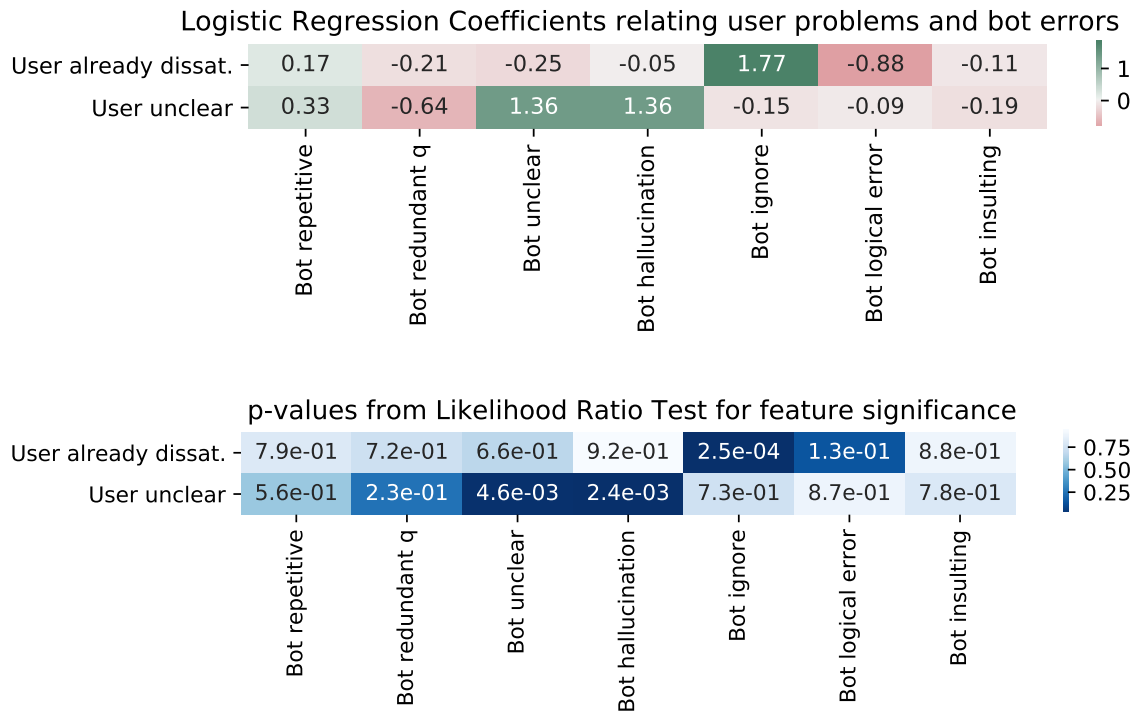 Logistic Regression Coefficients relating user problems and bot errors
User already dissat. 0.17 -0.21 -0.25 -0.05 1.77 -0.88 -0.11
User unclear 0.33 -0.64 1.36 1.36 -0.15 -0.09 -0.19
1
0
Bot repetitive
Bot redundant q
Bot unclear
Bot hallucination
Bot ignore
Bot logical error
Bot insulting
p-values from Likelihood Ratio Test for feature significance
User already dissat. 7.9e-01 7.2e-01 6.6e-01 9.2e-01 2.5e-04 1.3e-01 8.8e-01
User unclear 5.6e-01 2.3e-01 4.6e-03 2.4e-03 7.3e-01 8.7e-01 7.8e-01
0.75
0.50
0.25
Bot repetitive
Bot redundant q
Bot unclear
Bot hallucination
Bot ignore
Bot logical error
Bot insulting